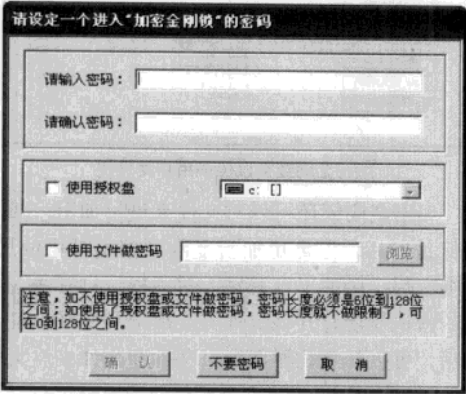 请设定一个进入"加密金刚锁"的密码
请输入密码：
请确认密码：
使用授权盘 c: []
使用文件做密码 浏览
注意，如不使用授权盘或文件做密码，密码长度必须是6位到128位
之间；如使用了授权盘或文件做密码，密码长度就不做限制了，可
在0到128位之间。
确 认 不要密码 取 消